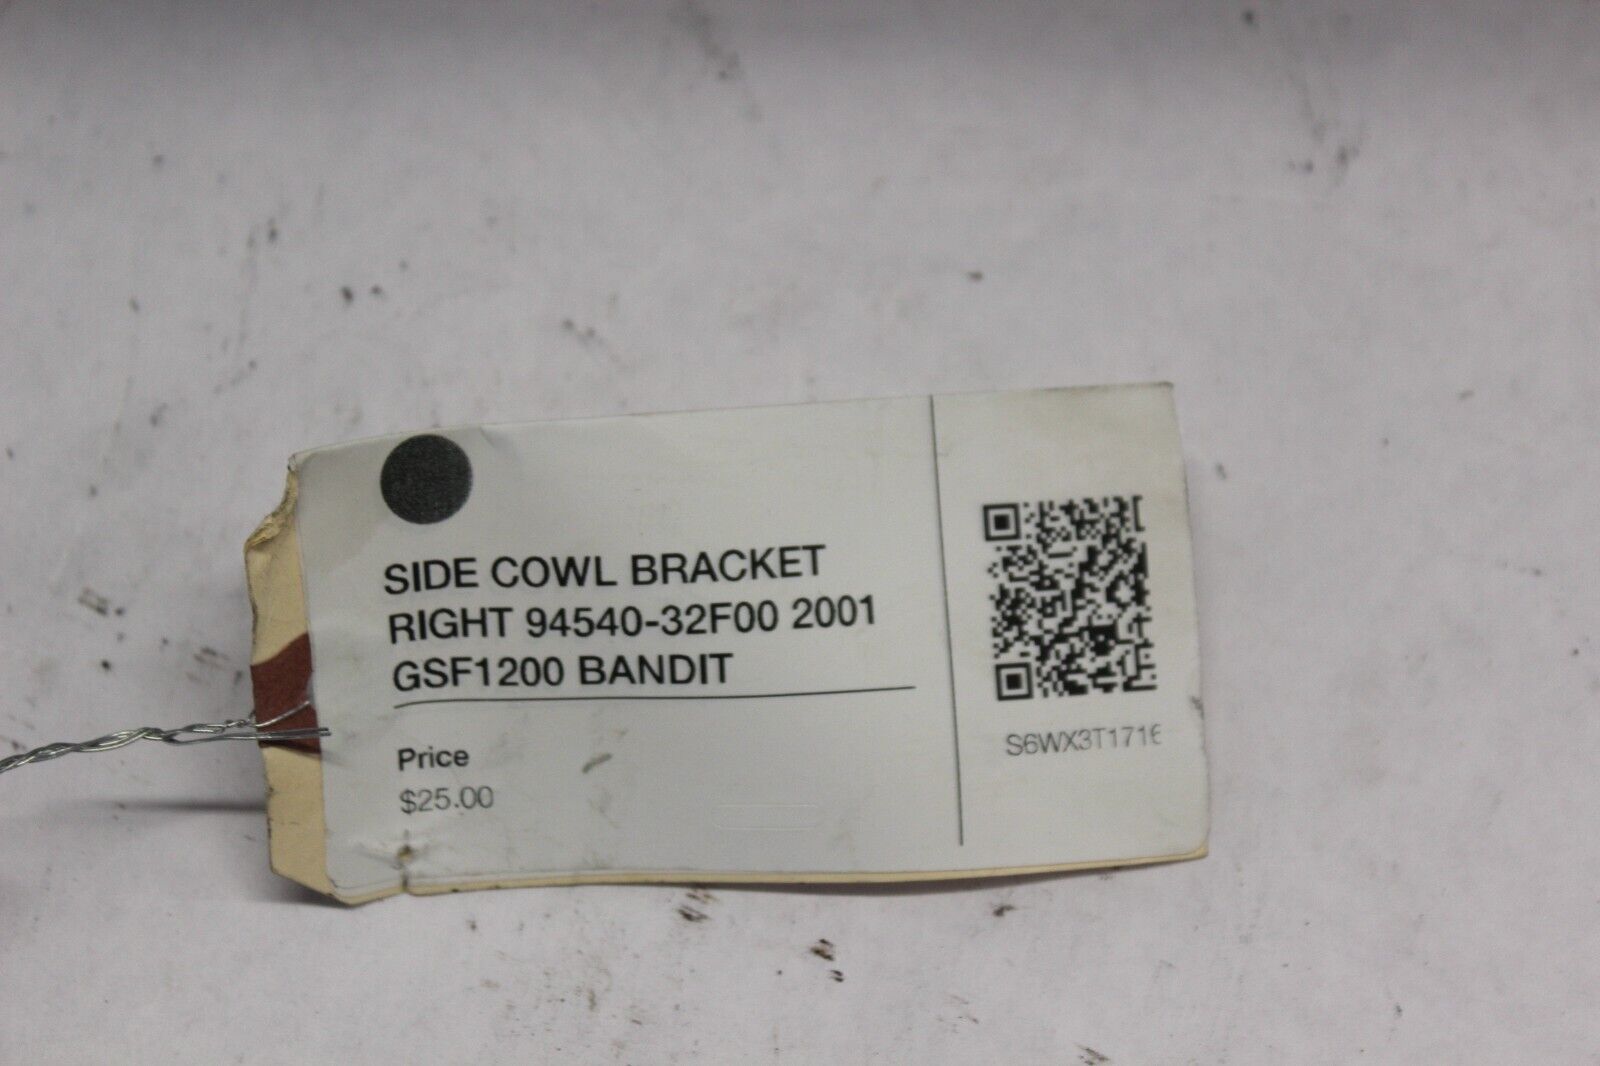 SIDE COWL BRACKET
RIGHT 94540-32F00 2001
GSF1200 BANDIT
Price
$25.00
S6WX3T1716